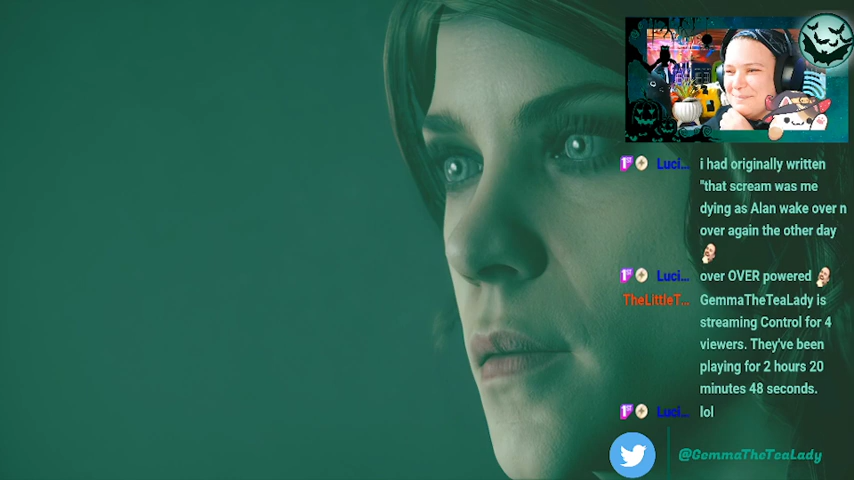 Luci... i had originally written
"that scream was me
dying as Alan wake over n
over again the other day
Luci... over OVER powered
TheLittleT... GemmaTheTeaLady is
streaming Control for 4
viewers. They've been
playing for 2 hours 20
minutes 48 seconds.
Luci... lol
@GemmaTheTeaLady